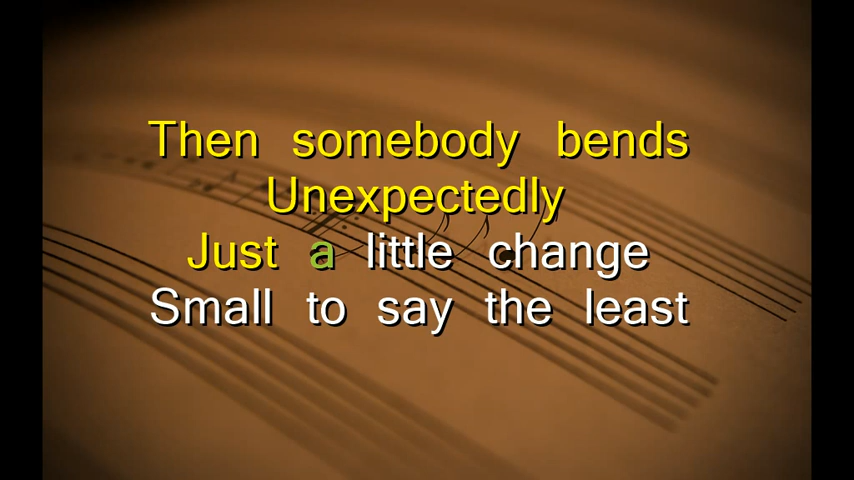 Then somebody bends
Unexpectedly
Just a little change
Small to say the least